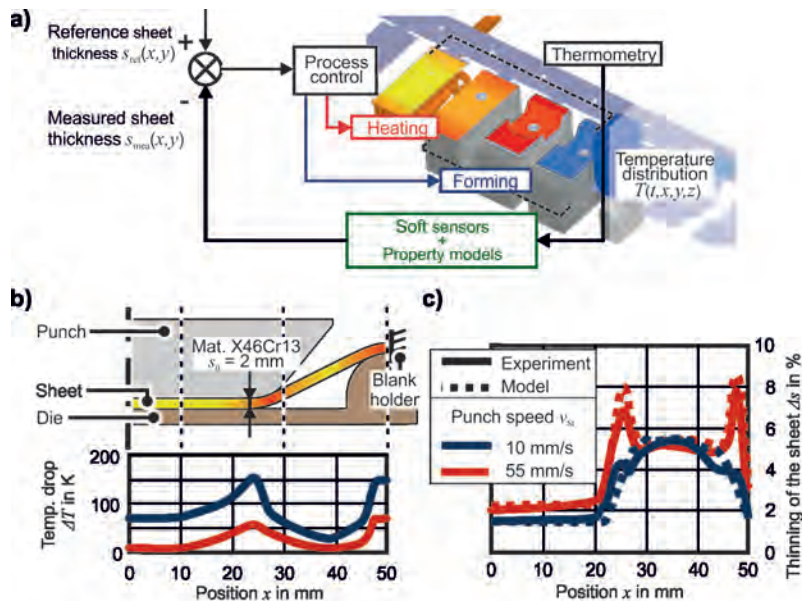 a)
Reference sheet
thickness s_ref(x,y)
+
Process
control
Thermometry
-
Measured sheet
thickness s_mea(x,y)
Heating
Forming
Temperature
distribution
T(t,x,y,z)
Soft sensors
+
Property models
b)
Punch
Mat. X46Cr13
s₀ = 2 mm
Sheet
Die
Blank
holder
Temp. drop
ΔT in K
200
100
0
0 10 20 30 40 50
Position x in mm
c)
Experiment
Model
Punch speed v_st
10 mm/s
55 mm/s
10
8
6
4
2
0
Thinning of the sheet Δs in %
0 10 20 30 40 50
Position x in mm